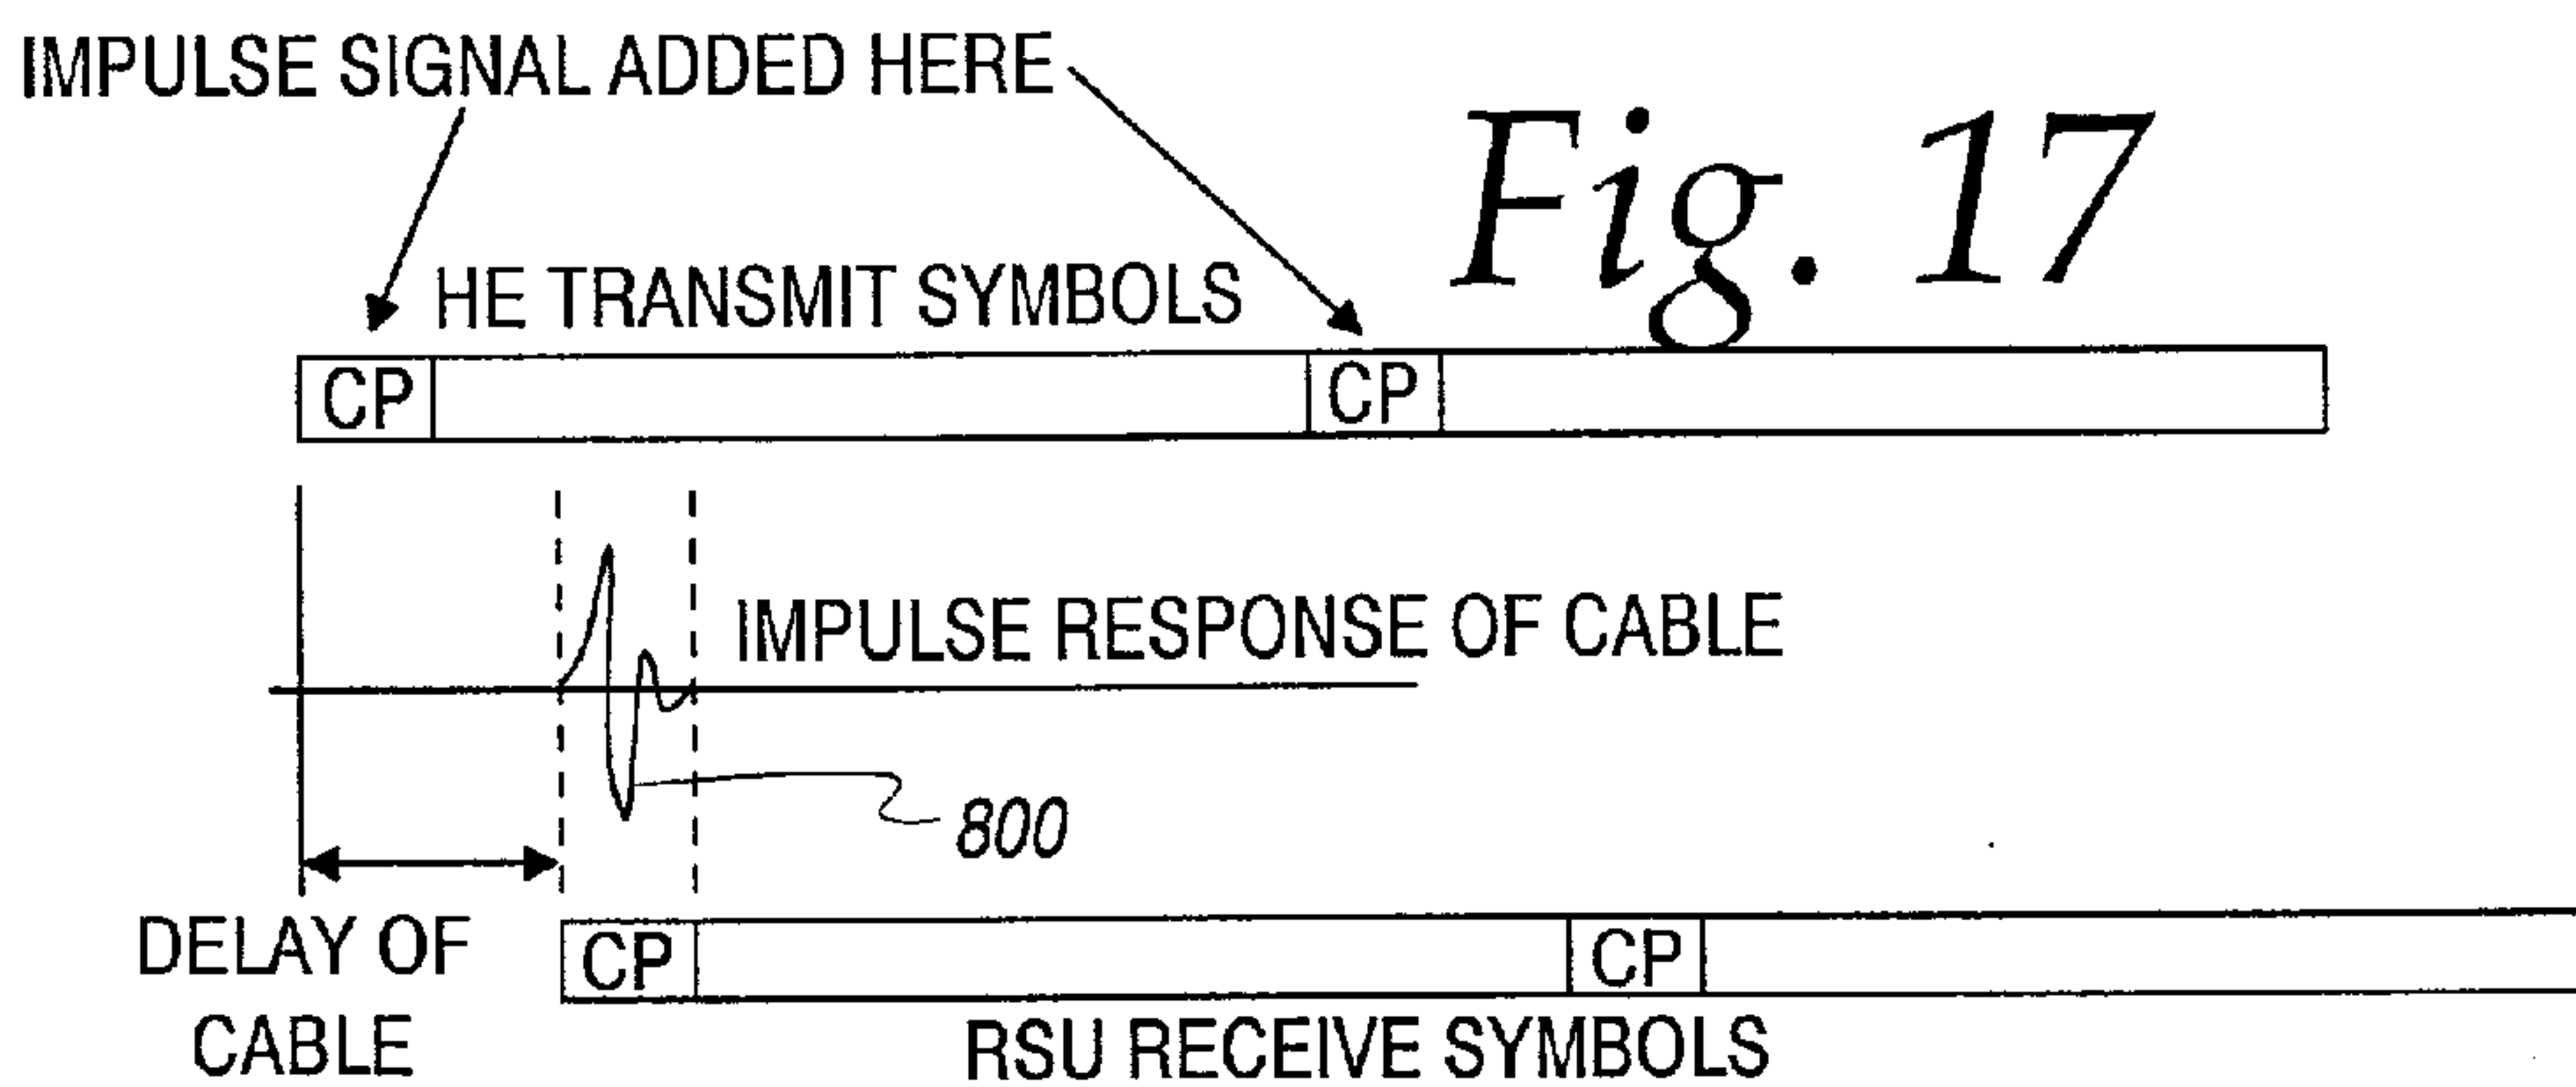 IMPULSE SIGNAL ADDED HERE
Fig. 17
HE TRANSMIT SYMBOLS
CP
CP
IMPULSE RESPONSE OF CABLE
800
DELAY OF
CABLE
CP
CP
RSU RECEIVE SYMBOLS